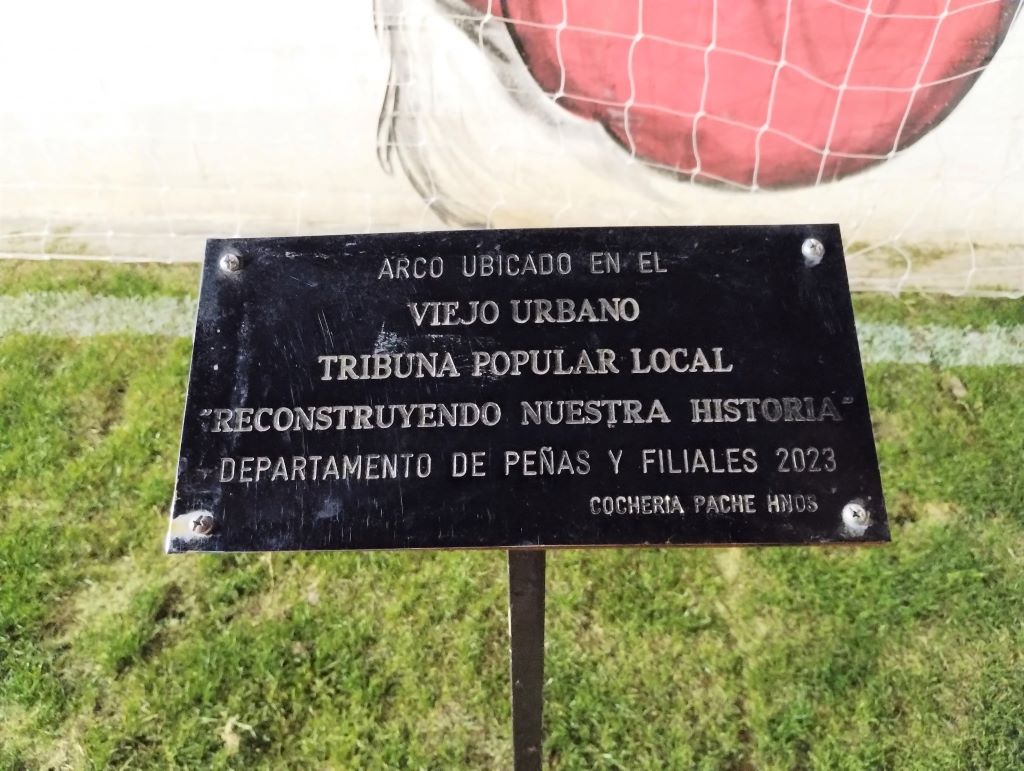 ARCO UBICADO EN EL
VIEJO URBANO
TRIBUNA POPULAR LOCAL
"RECONSTRUYENDO NUESTRA HISTORIA"
DEPARTAMENTO DE PEÑAS Y FILIALES 2023
COCHERÍA PACHE HNOS